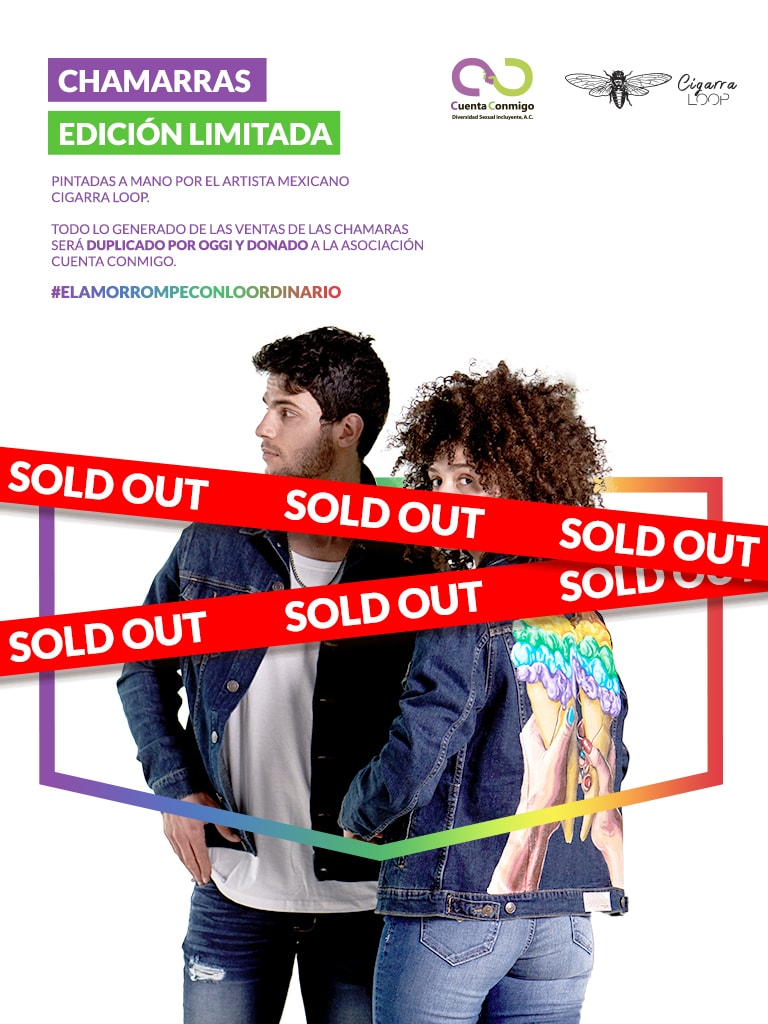 CHAMARRAS
EDICIÓN LIMITADA
Cuenta Conmigo
Diversidad Sexual Incluyente, A.C.
Cigarra
LOOP
PINTADAS A MANO POR EL ARTISTA MEXICANO
CIGARRA LOOP.
TODO LO GENERADO DE LAS VENTAS DE LAS CHAMARAS
SERÁ DUPLICADO POR OGGI Y DONADO A LA ASOCIACIÓN
CUENTA CONMIGO.
#ELAMORROMPECONLOORDINARIO
SOLD OUT SOLD OUT SOLD OUT
SOLD OUT SOLD OUT SOLD OUT